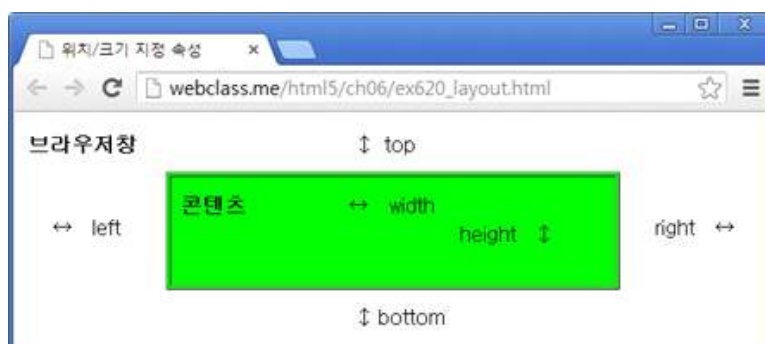 위치/크기 지정 속성 ×
webclass.me/html5/ch06/ex620_layout.html
브라우저창 ↕ top
콘텐츠 ↔ width
↔ left height ↕ right ↔
↕ bottom